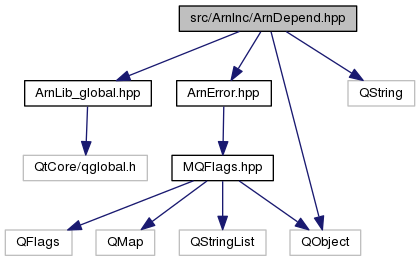 src/ArnInc/ArnDepend.hpp
ArnLib_global.hpp
ArnError.hpp
QString
QtCore/qglobal.h
MQFlags.hpp
QFlags
QMap
QStringList
QObject